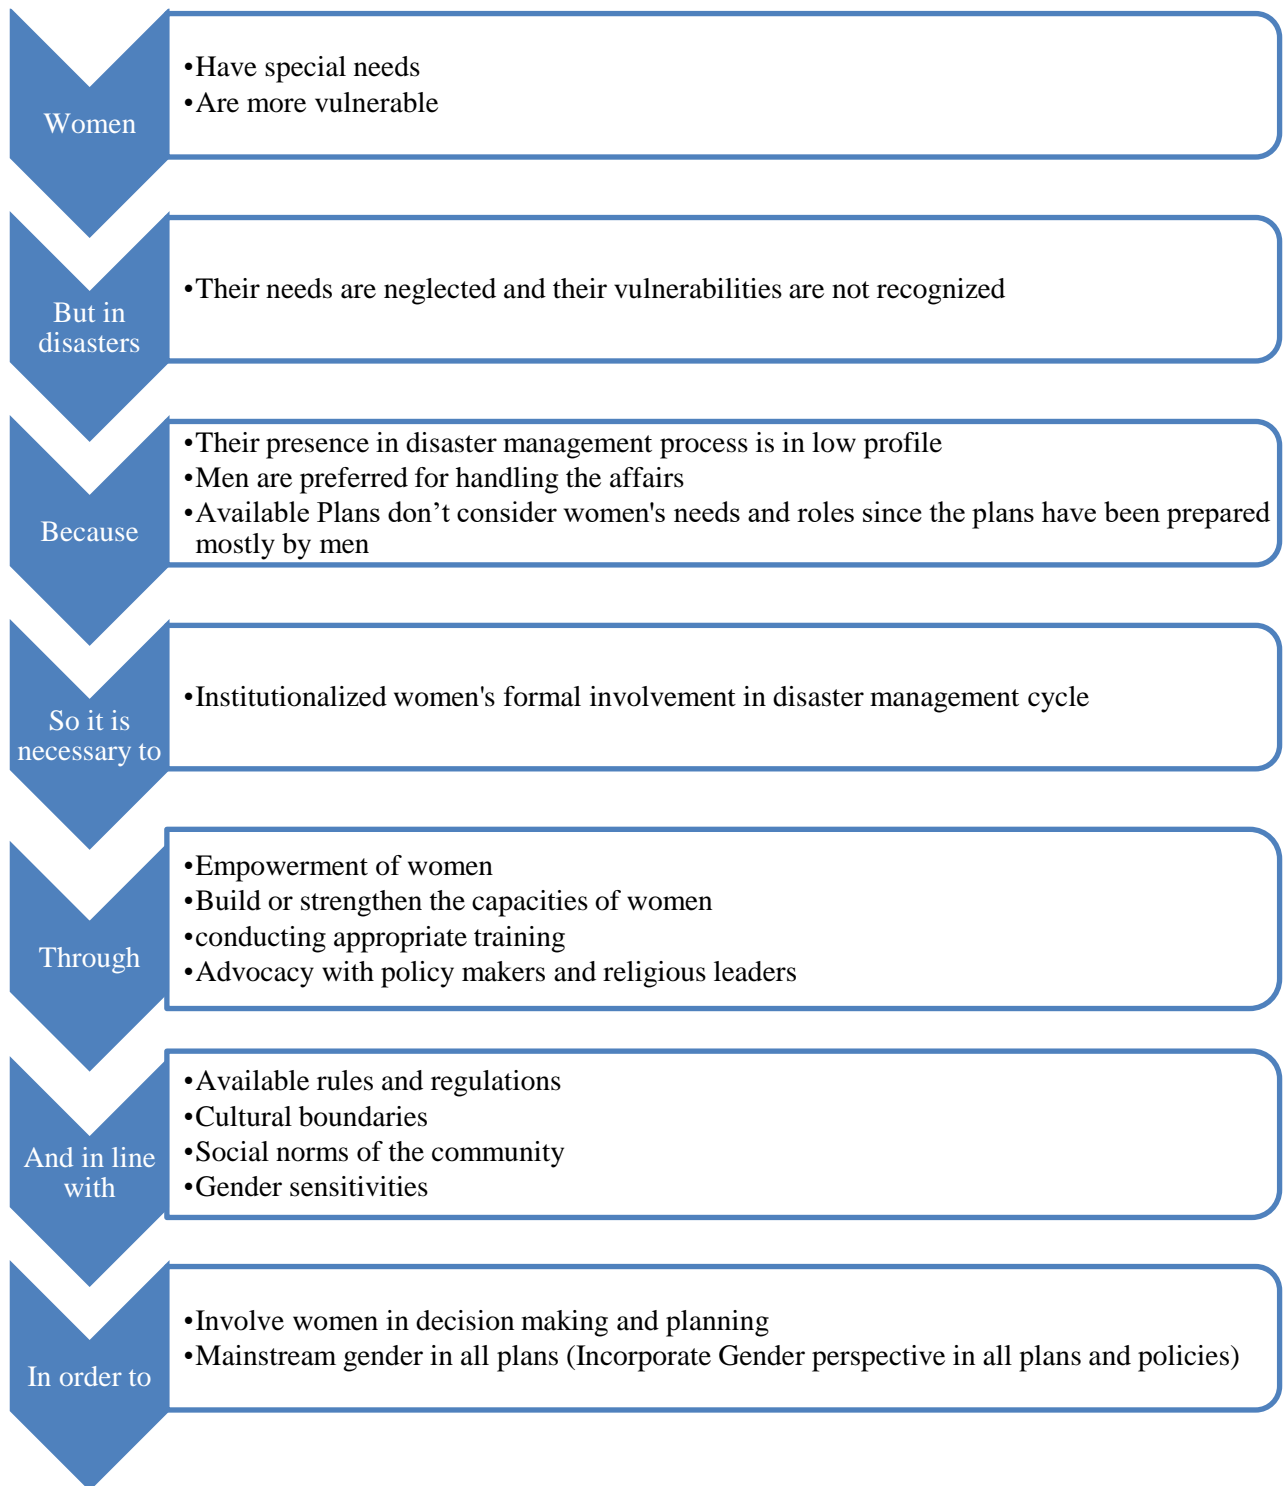 Women
•Have special needs
•Are more vulnerable
But in
disasters
•Their needs are neglected and their vulnerabilities are not recognized
Because
•Their presence in disaster management process is in low profile
•Men are preferred for handling the affairs
•Available Plans don’t consider women's needs and roles since the plans have been prepared
mostly by men
So it is
necessary to
•Institutionalized women's formal involvement in disaster management cycle
Through
•Empowerment of women
•Build or strengthen the capacities of women
•conducting appropriate training
•Advocacy with policy makers and religious leaders
And in line
with
•Available rules and regulations
•Cultural boundaries
•Social norms of the community
•Gender sensitivities
In order to
•Involve women in decision making and planning
•Mainstream gender in all plans (Incorporate Gender perspective in all plans and policies)